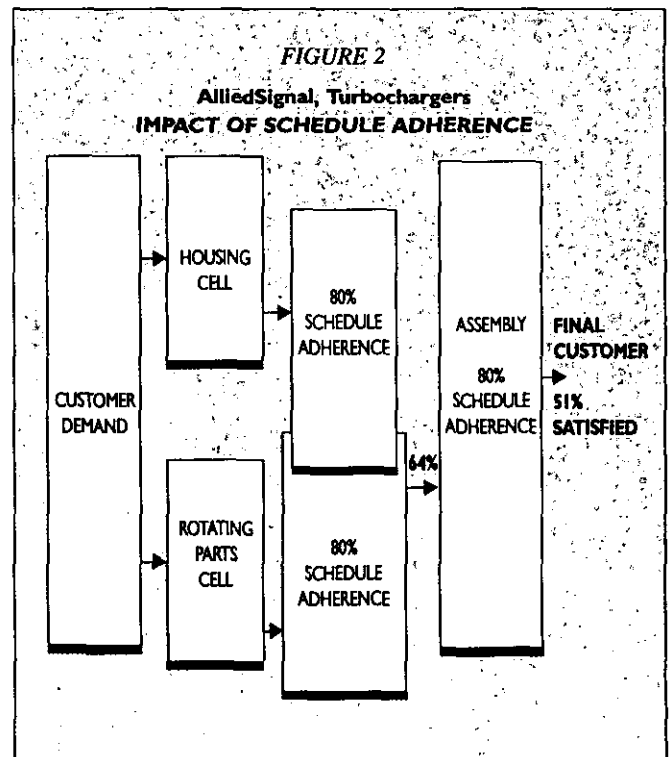 FIGURE 2
AlliedSignal, Turbochargers
IMPACT OF SCHEDULE ADHERENCE
CUSTOMER
DEMAND
HOUSING
CELL
80%
SCHEDULE
ADHERENCE
ROTATING
PARTS
CELL
80%
SCHEDULE
ADHERENCE
64%
ASSEMBLY
80%
SCHEDULE
ADHERENCE
FINAL
CUSTOMER
51%
SATISFIED